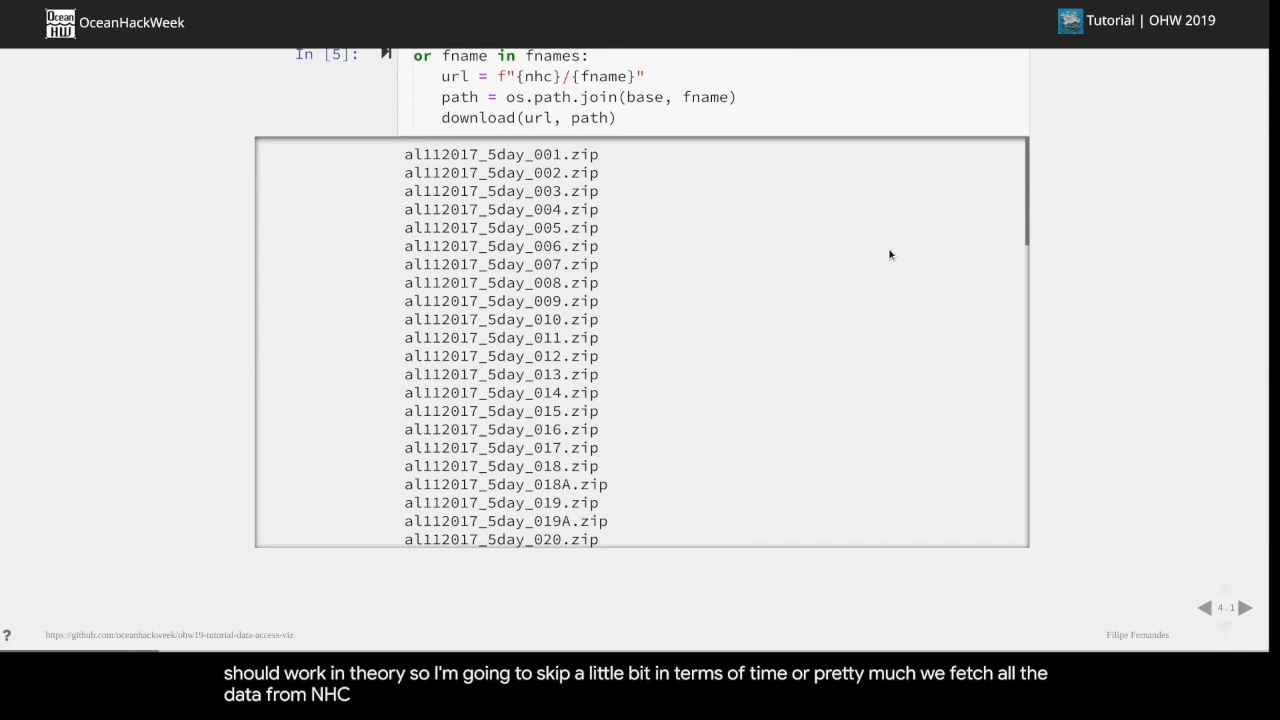 Ocean
HW
OceanHackWeek
Tutorial | OHW 2019
In [5]:
or fname in fnames:
url = f"{nhc}/{fname}"
path = os.path.join(base, fname)
download(url, path)
al112017_5day_001.zip
al112017_5day_002.zip
al112017_5day_003.zip
al112017_5day_004.zip
al112017_5day_005.zip
al112017_5day_006.zip
al112017_5day_007.zip
al112017_5day_008.zip
al112017_5day_009.zip
al112017_5day_010.zip
al112017_5day_011.zip
al112017_5day_012.zip
al112017_5day_013.zip
al112017_5day_014.zip
al112017_5day_015.zip
al112017_5day_016.zip
al112017_5day_017.zip
al112017_5day_018.zip
al112017_5day_018A.zip
al112017_5day_019.zip
al112017_5day_019A.zip
al112017_5day_020.zip
4.1
?
https://github.com/oceanhackweek/ohw19-tutorial-data-access-viz
Filipe Fernandes
should work in theory so I'm going to skip a little bit in terms of time or pretty much we fetch all the
data from NHC